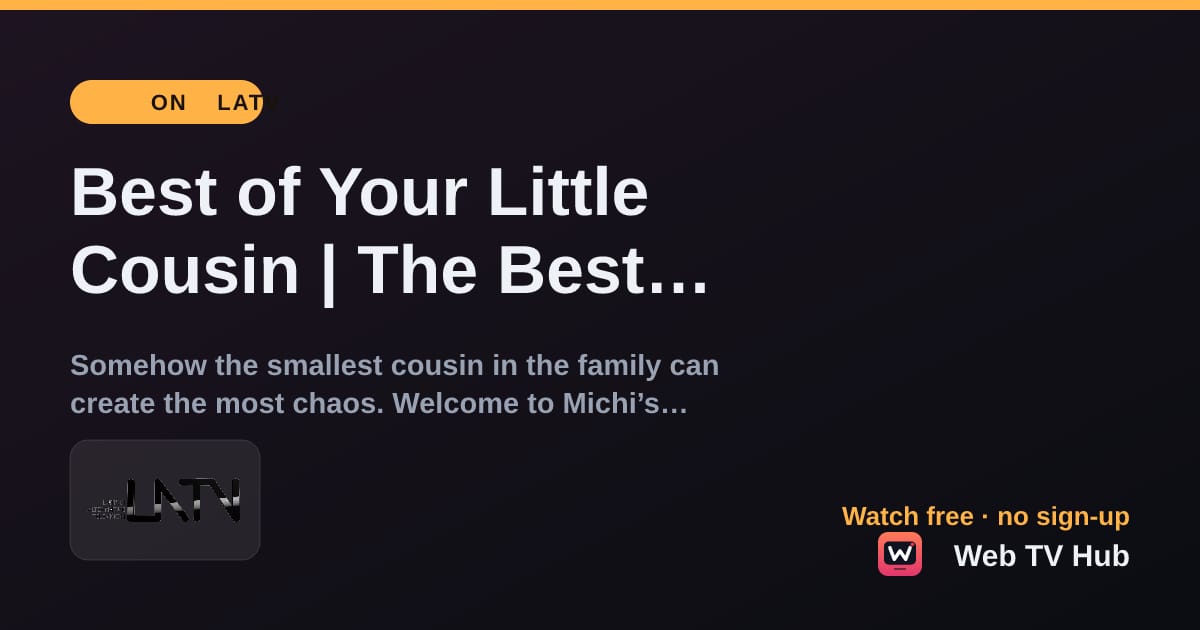 ON LAT
Best of Your Little
Cousin | The Best...
Somehow the smallest cousin in the family can
create the most chaos. Welcome to Michi’s...
LATV
Watch free · no sign-up
Web TV Hub